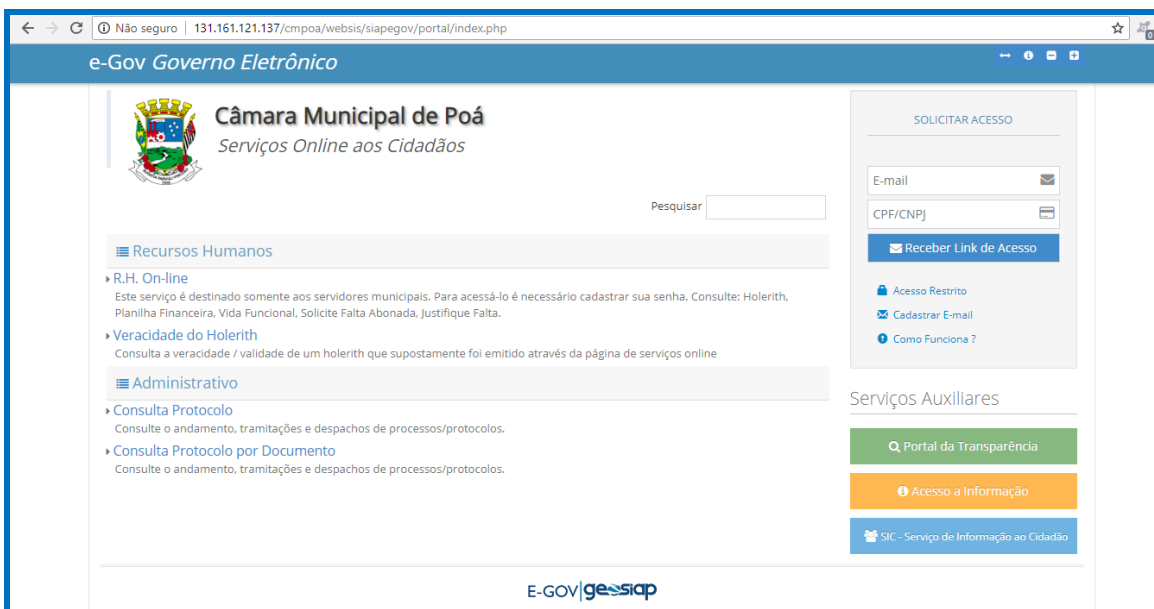 Não seguro | 131.161.121.137/cmpoa/websis/siapegov/portal/index.php
0
e-Gov Governo Eletrônico
Câmara Municipal de Poá
Serviços Online aos Cidadãos
Pesquisar
Recursos Humanos
R.H. On-line
Este serviço é destinado somente aos servidores municipais. Para acessá-lo é necessário cadastrar sua senha. Consulte: Holerith,
Planilha Financeira, Vida Funcional, Solicite Falta Abonada, Justifique Falta.
Veracidade do Holerith
Consulta a veracidade / validade de um holerith que supostamente foi emitido através da página de serviços online
Administrativo
Consulta Protocolo
Consulte o andamento, tramitações e despachos de processos/protocolos.
Consulta Protocolo por Documento
Consulte o andamento, tramitações e despachos de processos/protocolos.
SOLICITAR ACESSO
E-mail
CPF/CNPJ
Receber Link de Acesso
Acesso Restrito
Cadastrar E-mail
Como Funciona ?
Serviços Auxiliares
Portal da Transparência
Acesso a Informação
SIC - Serviço de Informação ao Cidadão
E-GOV|geosiap